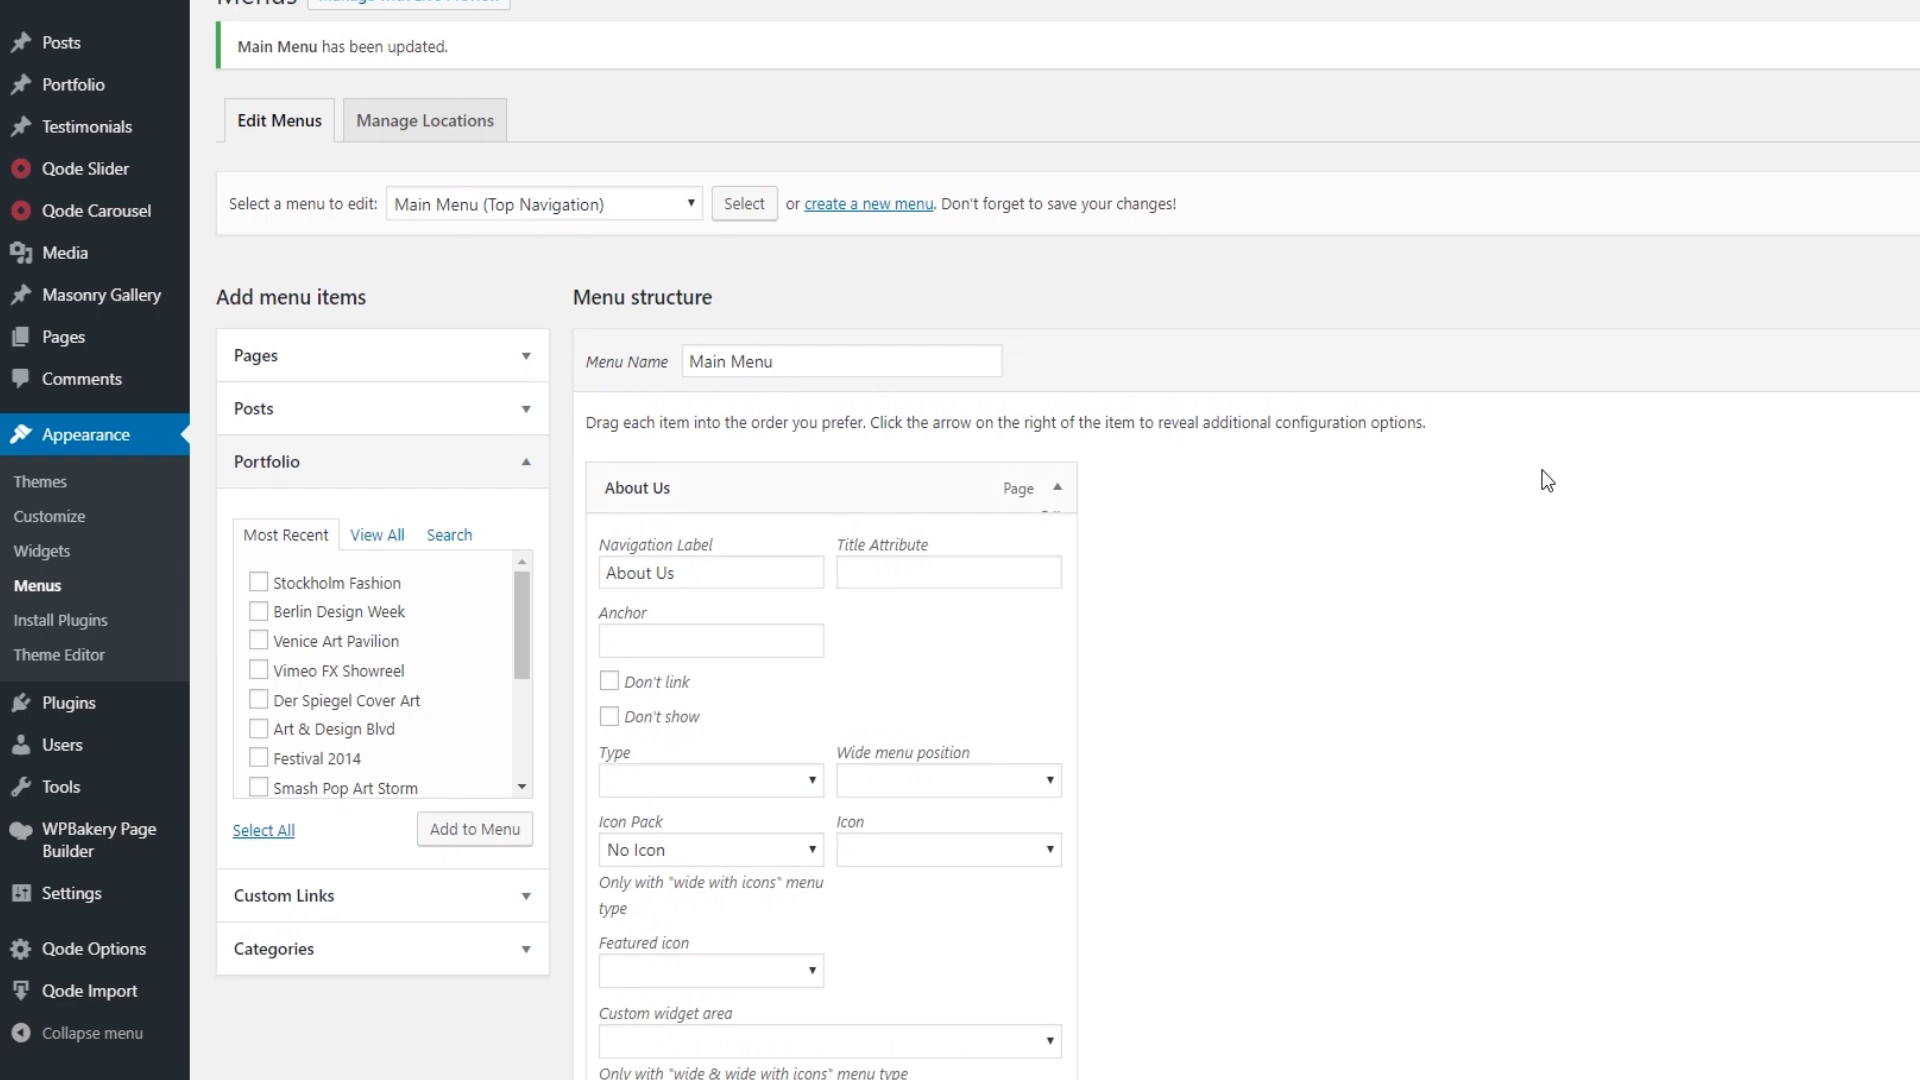 Menus
Posts
Portfolio
Testimonials
Qode Slider
Qode Carousel
Media
Masonry Gallery
Pages
Comments
Appearance
Themes
Customize
Widgets
Menus
Install Plugins
Theme Editor
Plugins
Users
Tools
WPBakery Page
Builder
Settings
Qode Options
Qode Import
Collapse menu
Main Menu has been updated.
Edit Menus
Manage Locations
Select a menu to edit: Main Menu (Top Navigation) Select or create a new menu. Don't forget to save your changes!
Add menu items
Pages
Posts
Portfolio
Most Recent View All Search
Stockholm Fashion
Berlin Design Week
Venice Art Pavilion
Vimeo FX Showreel
Der Spiegel Cover Art
Art & Design Blvd
Festival 2014
Smash Pop Art Storm
Select All Add to Menu
Custom Links
Categories
Menu structure
Menu Name Main Menu
Drag each item into the order you prefer. Click the arrow on the right of the item to reveal additional configuration options.
About Us Page
Navigation Label Title Attribute
About Us
Anchor
Don't link
Don't show
Type Wide menu position
Icon Pack Icon
No Icon
Only with "wide with icons" menu
type
Featured icon
Custom widget area
Only with "wide & wide with icons" menu type